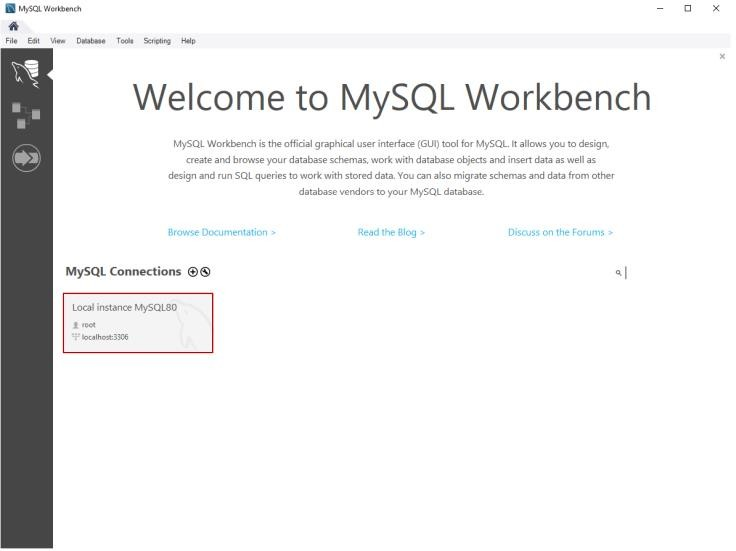 MySQL Workbench
File Edit View Database Tools Scripting Help
Welcome to MySQL Workbench
MySQL Workbench is the official graphical user interface (GUI) tool for MySQL. It allows you to design,
create and browse your database schemas, work with database objects and insert data as well as
design and run SQL queries to work with stored data. You can also migrate schemas and data from other
database vendors to your MySQL database.
Browse Documentation > Read the Blog > Discuss on the Forums >
MySQL Connections
Local instance MySQL80
root
localhost:3306